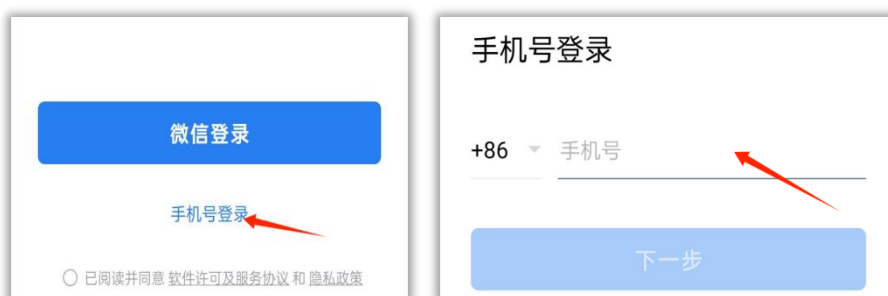 微信登录
手机号登录
已阅读并同意 软件许可及服务协议 和 隐私政策
手机号登录
+86 手机号
下一步